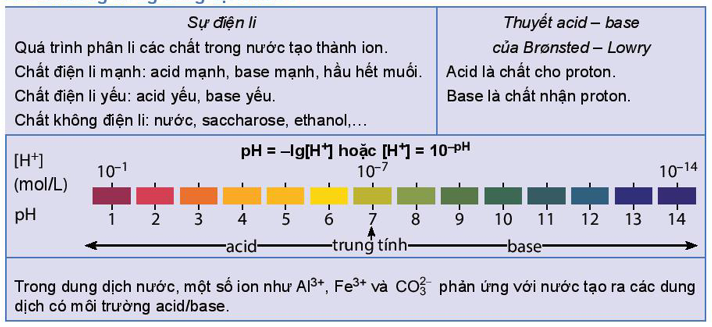 Sự điện li
Quá trình phân li các chất trong nước tạo thành ion.
Chất điện li mạnh: acid mạnh, base mạnh, hầu hết muối.
Chất điện li yếu: acid yếu, base yếu.
Chất không điện li: nước, saccharose, ethanol,…
Thuyết acid – base
của Brønsted – Lowry
Acid là chất cho proton.
Base là chất nhận proton.
pH = –lg[H⁺] hoặc [H⁺] = 10⁻ᵖᴴ
[H⁺] 10⁻¹ 10⁻⁷ 10⁻¹⁴
(mol/L)
pH 1 2 3 4 5 6 7 8 9 10 11 12 13 14
acid trung tính base
Trong dung dịch nước, một số ion như Al³⁺, Fe³⁺ và CO₃²⁻ phản ứng với nước tạo ra các dung
dịch có môi trường acid/base.